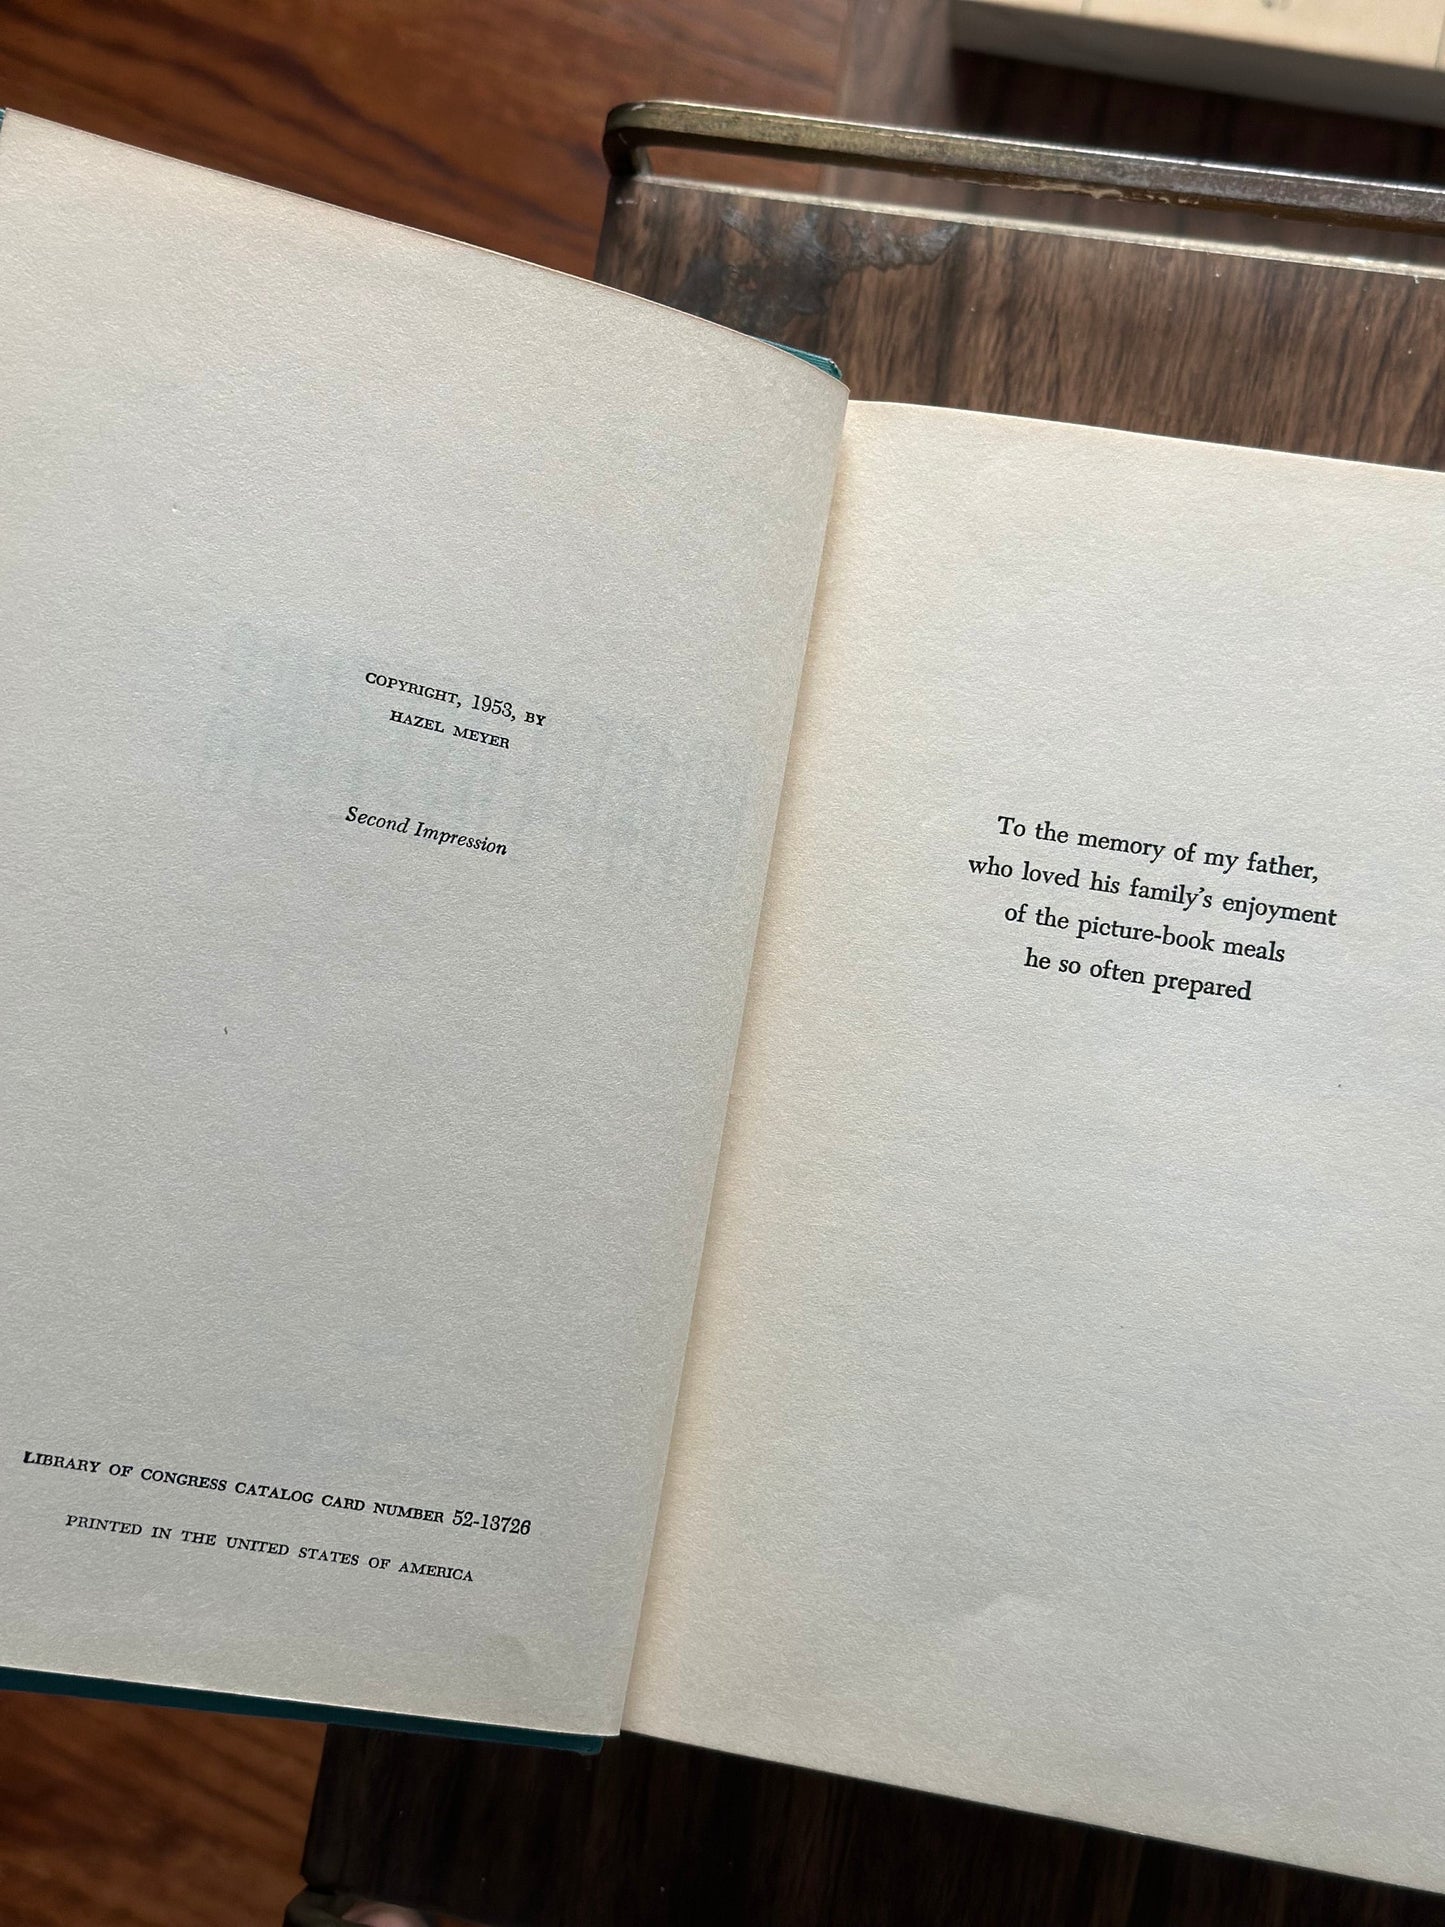 COPYRIGHT, 1953, BY
HAZEL MEYER
Second Impression
LIBRARY OF CONGRESS CATALOG CARD NUMBER 52-13726
PRINTED IN THE UNITED STATES OF AMERICA
To the memory of my father,
who loved his family's enjoyment
of the picture-book meals
he so often prepared